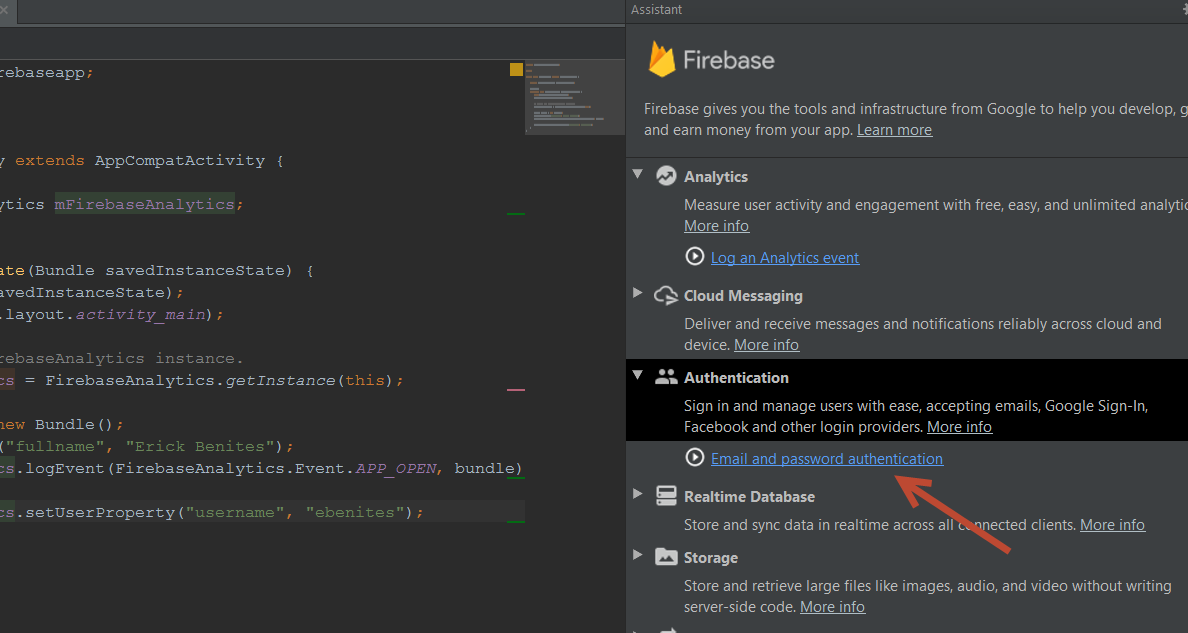 rebaseapp;
y extends AppCompatActivity {
ytics mFirebaseAnalytics;
ate(Bundle savedInstanceState) {
avedInstanceState);
.layout.activity_main);
rebaseAnalytics instance.
cs = FirebaseAnalytics.getInstance(this);
new Bundle();
("fullname", "Erick Benites");
cs.logEvent(FirebaseAnalytics.Event.APP_OPEN, bundle)
cs.setUserProperty("username", "ebenites");
Assistant
Firebase
Firebase gives you the tools and infrastructure from Google to help you develop, g
and earn money from your app. Learn more
Analytics
Measure user activity and engagement with free, easy, and unlimited analytic
More info
Log an Analytics event
Cloud Messaging
Deliver and receive messages and notifications reliably across cloud and
device. More info
Authentication
Sign in and manage users with ease, accepting emails, Google Sign-In,
Facebook and other login providers. More info
Email and password authentication
Realtime Database
Store and sync data in realtime across all connected clients. More info
Storage
Store and retrieve large files like images, audio, and video without writing
server-side code. More info